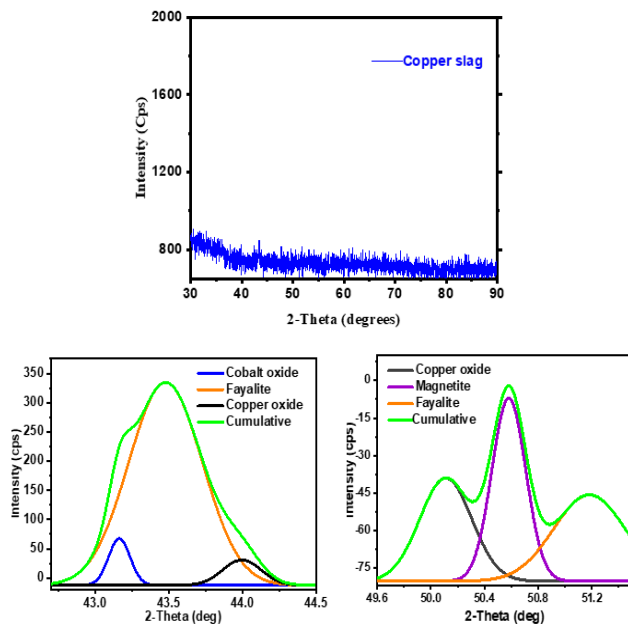 2000
1600
1200
800
Intensity (Cps)
Copper slag
30 40 50 60 70 80 90
2-Theta (degrees)
350
300
250
200
150
100
50
0
Intensity (cps)
Cobalt oxide
Fayalite
Copper oxide
Cumulative
43.0 43.5 44.0 44.5
2-Theta (deg)
0
-15
-30
-45
-60
-75
Intensity (cps)
Copper oxide
Magnetite
Fayalite
Cumulative
49.6 50.0 50.4 50.8 51.2
2-Theta (deg)